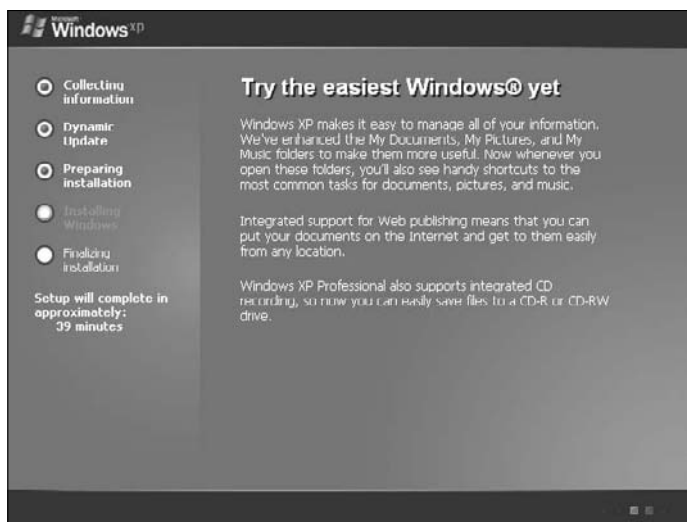 Microsoft
Windows xp
Collecting
information
Dynamic
Update
Preparing
installation
Installing
Windows
Finalizing
installation
Setup will complete in
approximately:
39 minutes
Try the easiest Windows® yet
Windows XP makes it easy to manage all of your information.
We've enhanced the My Documents, My Pictures, and My
Music folders to make them more useful. Now whenever you
open these folders, you'll also see handy shortcuts to the
most common tasks for documents, pictures, and music.
Integrated support for Web publishing means that you can
put your documents on the Internet and get to them easily
from any location.
Windows XP Professional also supports integrated CD
recording, so now you can easily save files to a CD-R or CD-RW
drive.